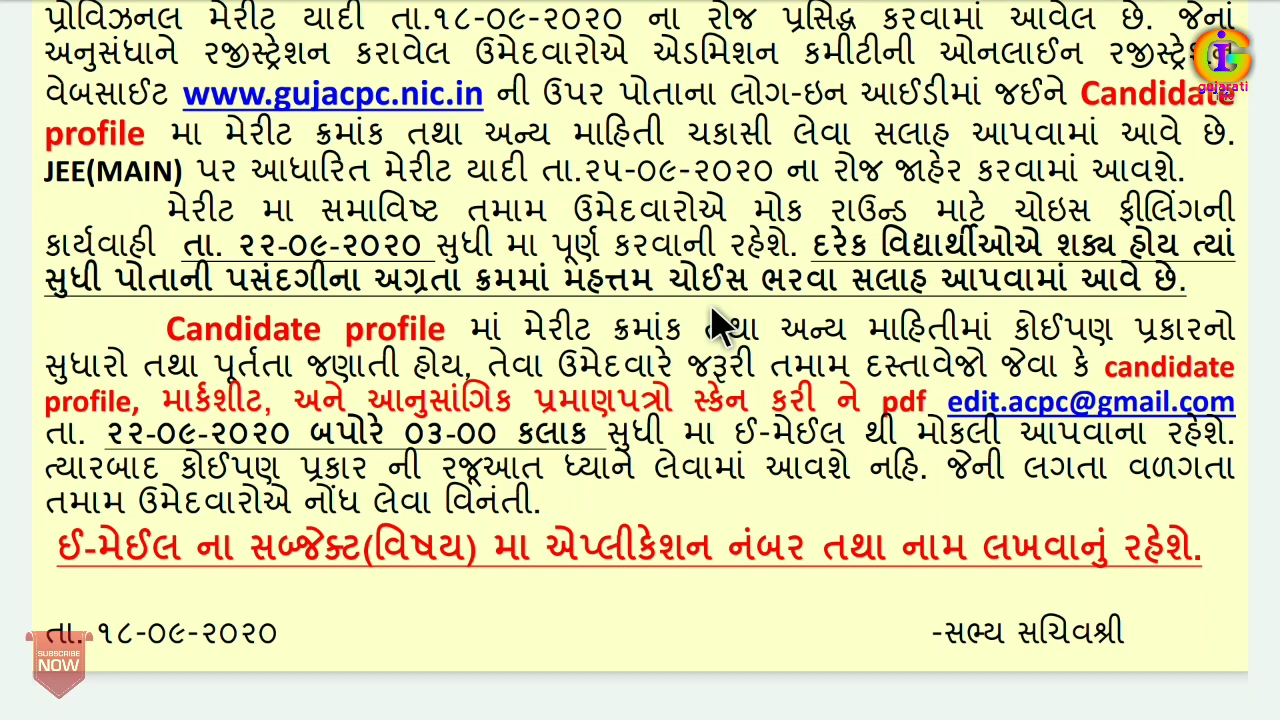 પ્રોવિઝનલ મેરીટ યાદી તા.૧૮-૦૯-૨૦૨૦ ના રોજ પ્રસિદ્ધ કરવામાં આવેલ છે. જેનાં
અનુસંધાને રજીસ્ટ્રેશન કરાવેલ ઉમેદવારોએ એડમિશન કમીટીની ઓનલાઈન રજીસ્ટ્રેશન
વેબસાઈટ www.gujacpc.nic.in ની ઉપર પોતાના લોગ-ઇન આઈડીમાં જઈને Candidate
profile મા મેરીટ ક્રમાંક તથા અન્ય માહિતી ચકાસી લેવા સલાહ આપવામાં આવે છે.
JEE(MAIN) પર આધારિત મેરીટ યાદી તા.૨૫-૦૯-૨૦૨૦ ના રોજ જાહેર કરવામાં આવશે.
મેરીટ મા સમાવિષ્ટ તમામ ઉમેદવારોએ મોક રાઉન્ડ માટે ચોઇસ ફીલિંગની
કાર્યવાહી તા. ૨૨-૦૯-૨૦૨૦ સુધી મા પૂર્ણ કરવાની રહેશે. દરેક વિદ્યાર્થીઓએ શક્ય હોય ત્યાં
સુધી પોતાની પસંદગીના અગ્રતા ક્રમમાં મહત્તમ ચોઈસ ભરવા સલાહ આપવામાં આવે છે.
Candidate profile માં મેરીટ ક્રમાંક તથા અન્ય માહિતીમાં કોઈપણ પ્રકારનો
સુધારો તથા પૂર્તતા જણાતી હોય, તેવા ઉમેદવારે જરૂરી તમામ દસ્તાવેજો જેવા કે candidate
profile, માર્કશીટ, અને આનુસાંગિક પ્રમાણપત્રો સ્કેન કરી ને pdf edit.acpc@gmail.com
તા. ૨૨-૦૯-૨૦૨૦ બપોરે ૦૩-૦૦ કલાક સુધી મા ઈ-મેઈલ થી મોકલી આપવાના રહેશે.
ત્યારબાદ કોઈપણ પ્રકાર ની રજૂઆત ધ્યાને લેવામાં આવશે નહિ. જેની લગતા વળગતા
તમામ ઉમેદવારોએ નોંધ લેવા વિનંતી.
ઈ-મેઈલ ના સબ્જેક્ટ(વિષય) મા એપ્લીકેશન નંબર તથા નામ લખવાનું રહેશે.
તા. ૧૮-૦૯-૨૦૨૦ -સભ્ય સચિવશ્રી
SUBSCRIBE
NOW
gujarati